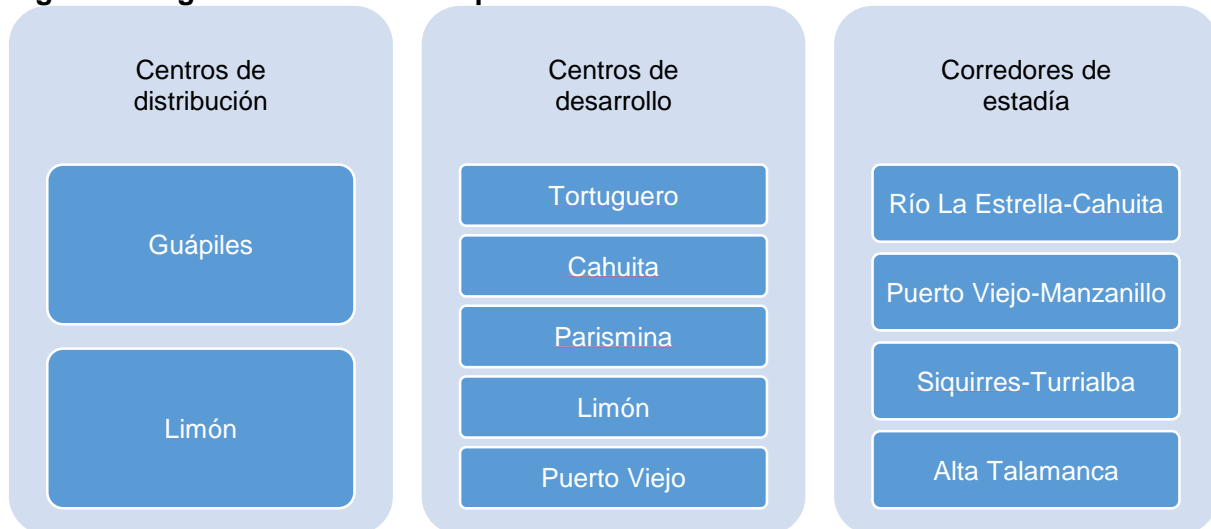 Centros de
distribución
Guápiles
Limón
Centros de
desarrollo
Tortuguero
Cahuita
Parismina
Limón
Puerto Viejo
Corredores de
estadía
Río La Estrella-Cahuita
Puerto Viejo-Manzanillo
Siquirres-Turrialba
Alta Talamanca